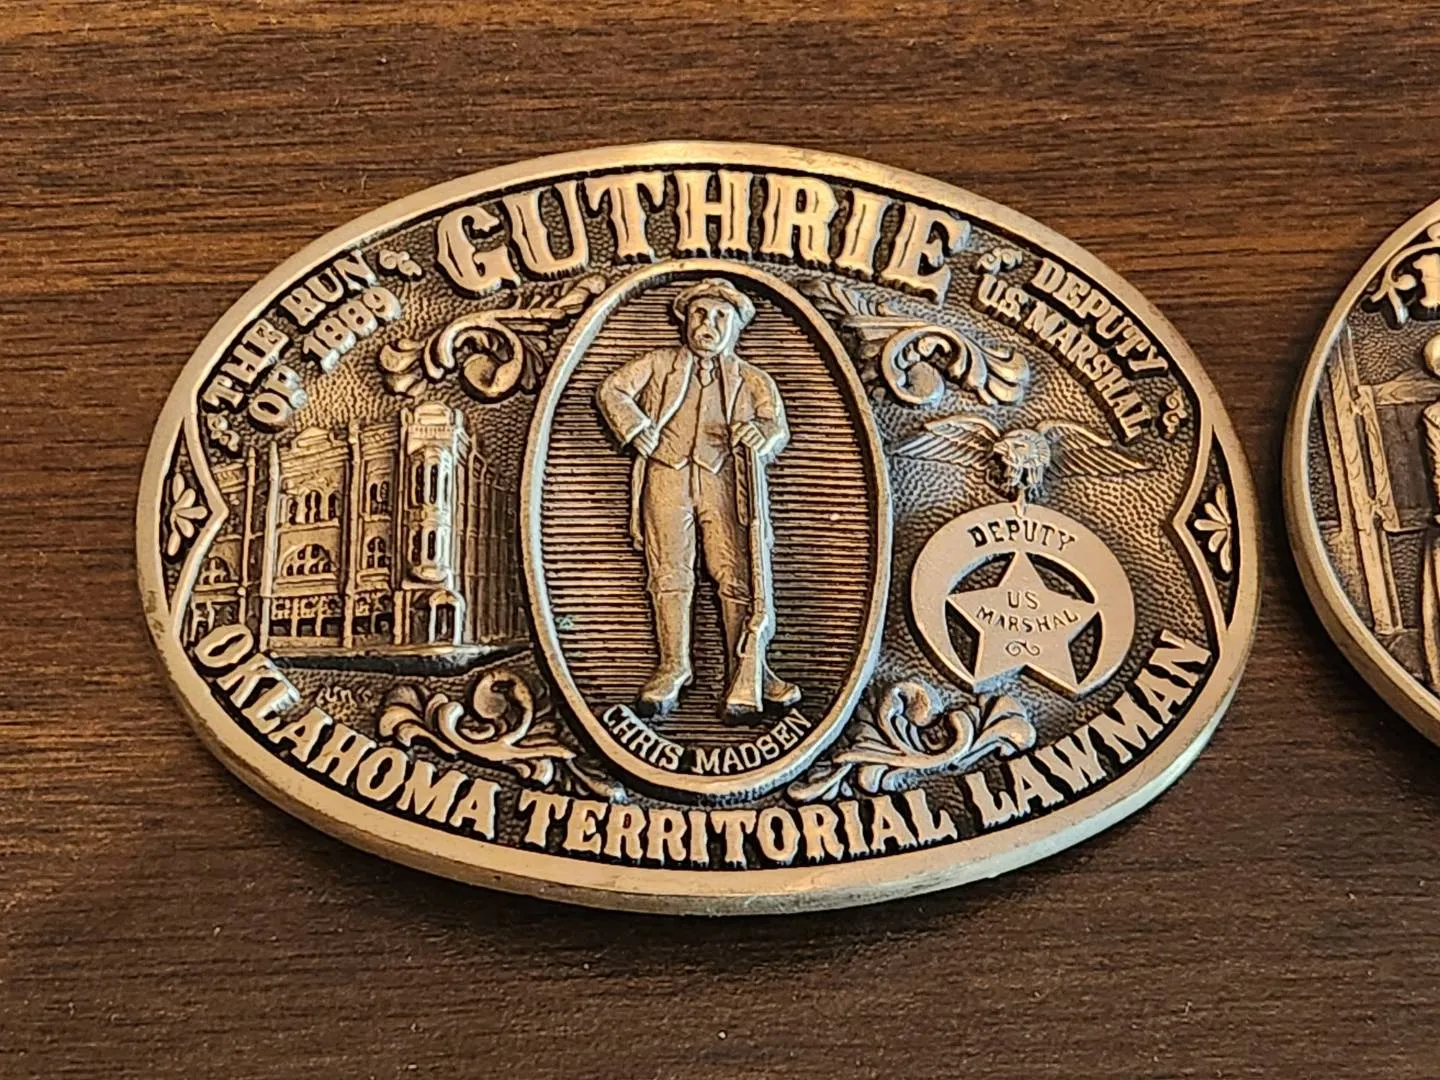 GUTHRIE
THE RUN
OF 1889
DEPUTY
U.S. MARSHAL
DEPUTY
US
MARSHAL
CHRIS MADSEN
OKLAHOMA TERRITORIAL LAWMAN